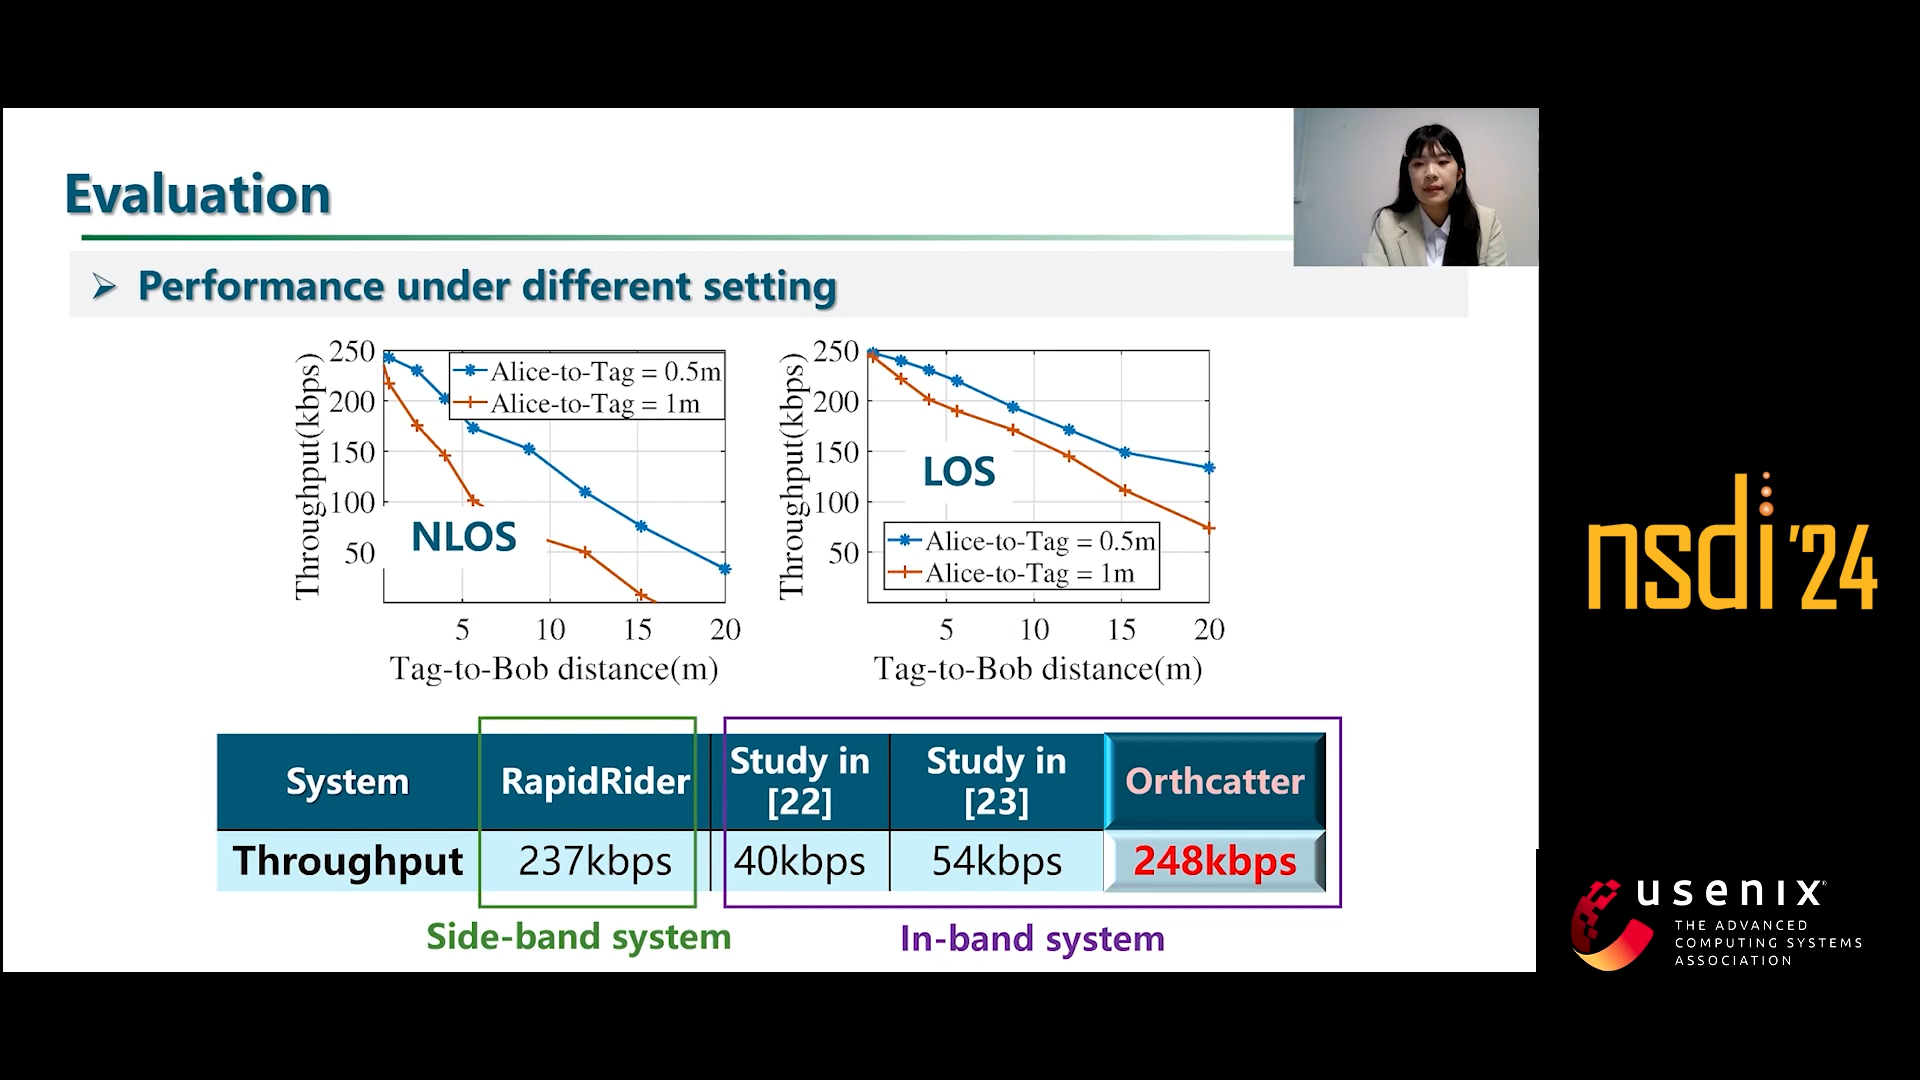 Evaluation
Performance under different setting
Throughput(kbps)
250
200
150
100
50
Alice-to-Tag = 0.5m
Alice-to-Tag = 1m
NLOS
5 10 15 20
Tag-to-Bob distance(m)
Throughput(kbps)
250
200
150
100
50
LOS
Alice-to-Tag = 0.5m
Alice-to-Tag = 1m
5 10 15 20
Tag-to-Bob distance(m)
System RapidRider Study in [22] Study in [23] Orthcatter
Throughput 237kbps 40kbps 54kbps 248kbps
Side-band system
In-band system
nsdi '24
usenix
THE ADVANCED
COMPUTING SYSTEMS
ASSOCIATION